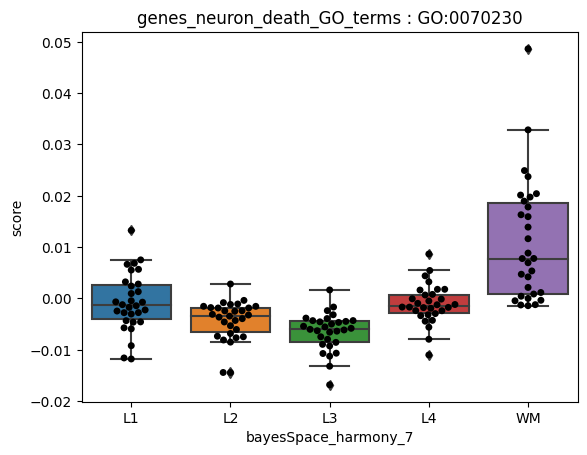 genes_neuron_death_GO_terms : GO:0070230
0.05
0.04
0.03
0.02
0.01
0.00
−0.01
−0.02
score
L1 L2 L3 L4 WM
bayesSpace_harmony_7